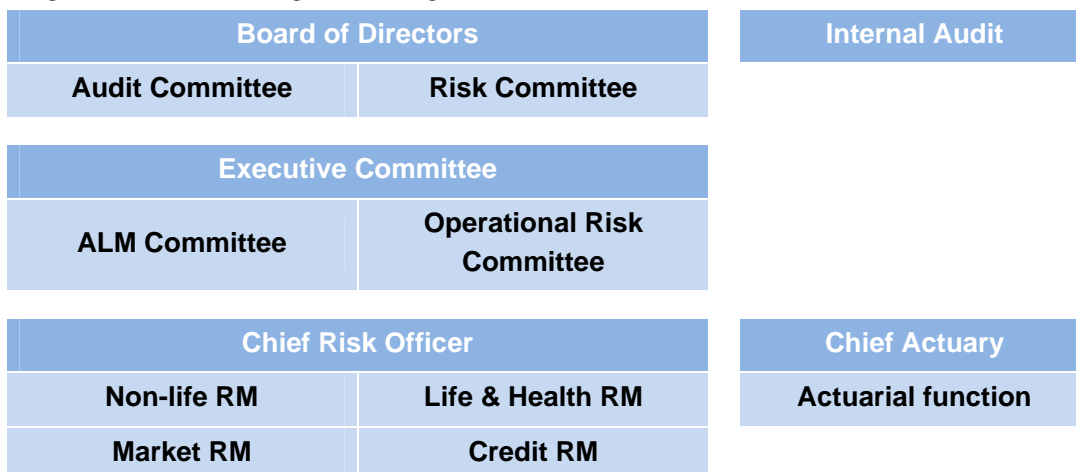 Board of Directors
Internal Audit
Audit Committee
Risk Committee
Executive Committee
ALM Committee
Operational Risk
Committee
Chief Risk Officer
Chief Actuary
Non-life RM
Life & Health RM
Actuarial function
Market RM
Credit RM